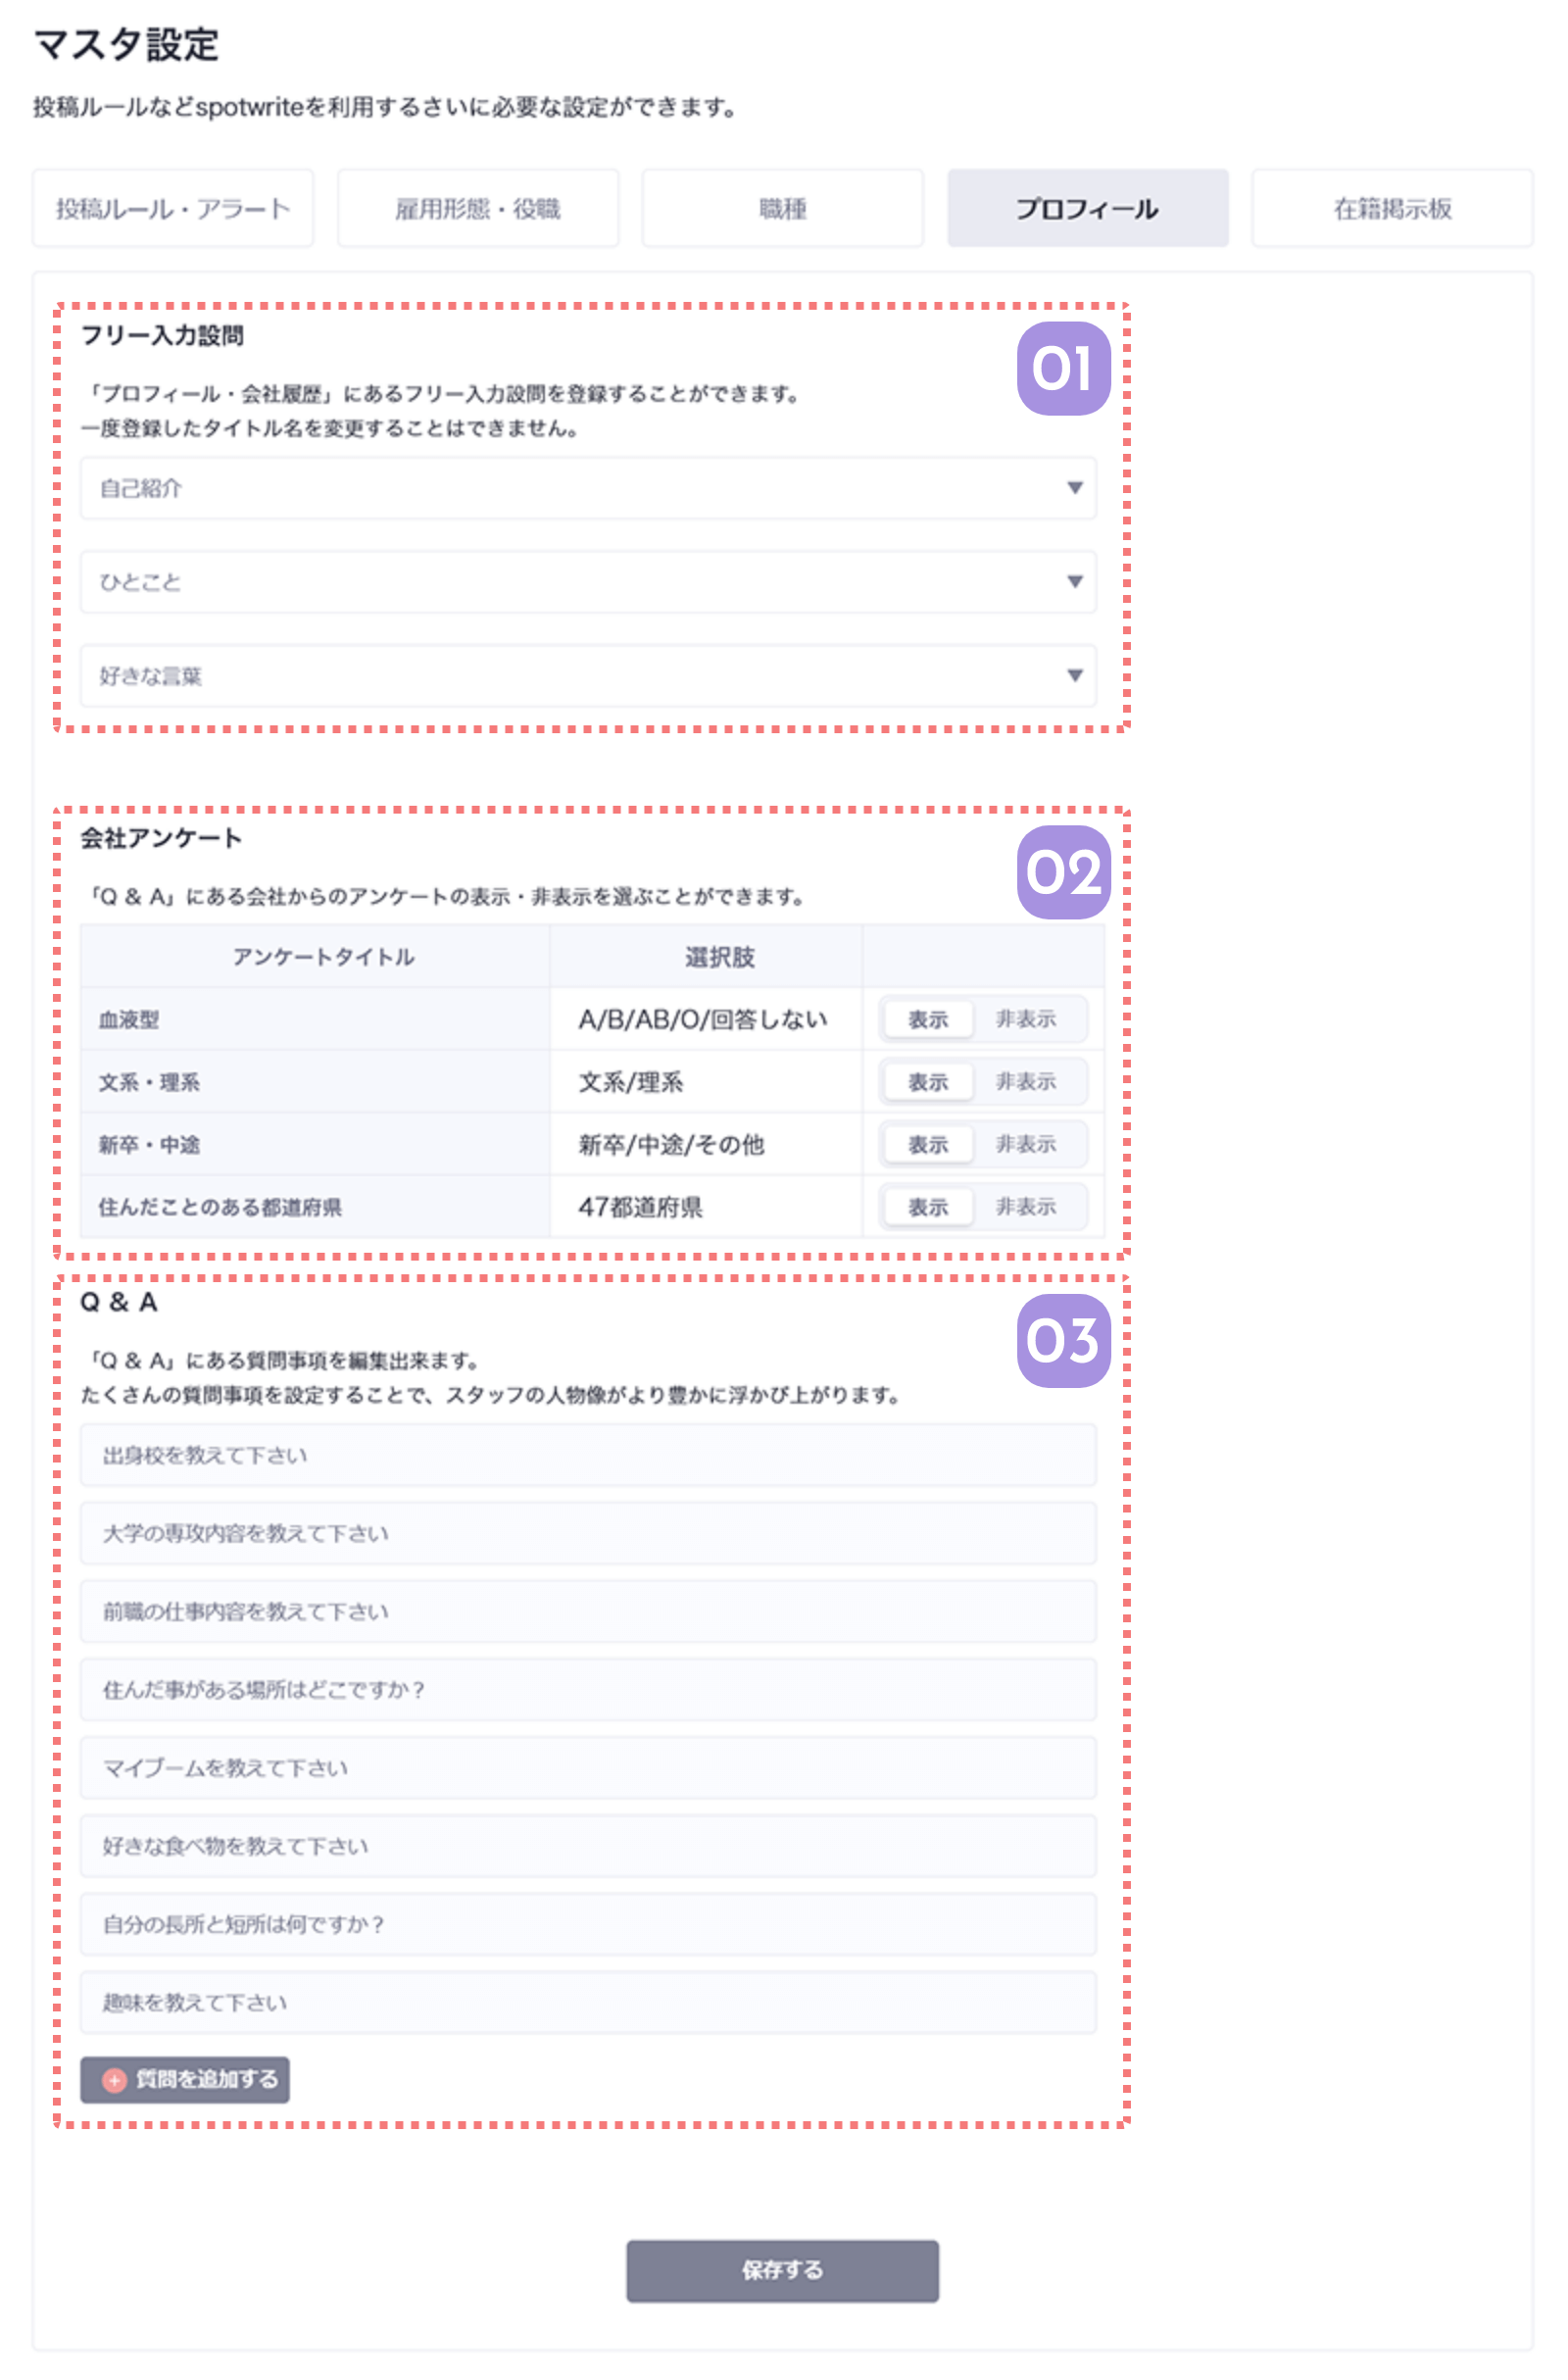 マスタ設定
投稿ルールなどspotwriteを利用するさいに必要な設定ができます。
投稿ルール・アラート
雇用形態・役職
職種
プロフィール
在籍掲示板
フリー入力設問
01
「プロフィール・会社履歴」にあるフリー入力設問を登録することができます。
一度登録したタイトル名を変更することはできません。
自己紹介
ひとこと
好きな言葉
会社アンケート
02
「Q & A」にある会社からのアンケートの表示・非表示を選ぶことができます。
アンケートタイトル 選択肢
血液型 A/B/AB/O/回答しない 表示 非表示
文系・理系 文系/理系 表示 非表示
新卒・中途 新卒/中途/その他 表示 非表示
住んだことのある都道府県 47都道府県 表示 非表示
Q & A
03
「Q & A」にある質問事項を編集出来ます。
たくさんの質問事項を設定することで、スタッフの人物像がより豊かに浮かび上がります。
出身校を教えて下さい
大学の専攻内容を教えて下さい
前職の仕事内容を教えて下さい
住んだ事がある場所はどこですか？
マイブームを教えて下さい
好きな食べ物を教えて下さい
自分の長所と短所は何ですか？
趣味を教えて下さい
質問を追加する
保存する